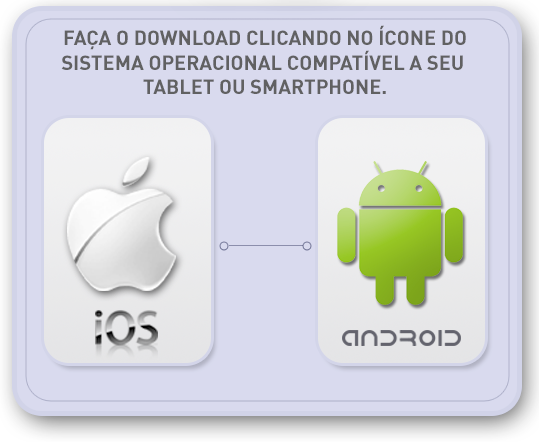 FAÇA O DOWNLOAD CLICANDO NO ÍCONE DO
SISTEMA OPERACIONAL COMPATÍVEL A SEU
TABLET OU SMARTPHONE.
iOS
ANDROID